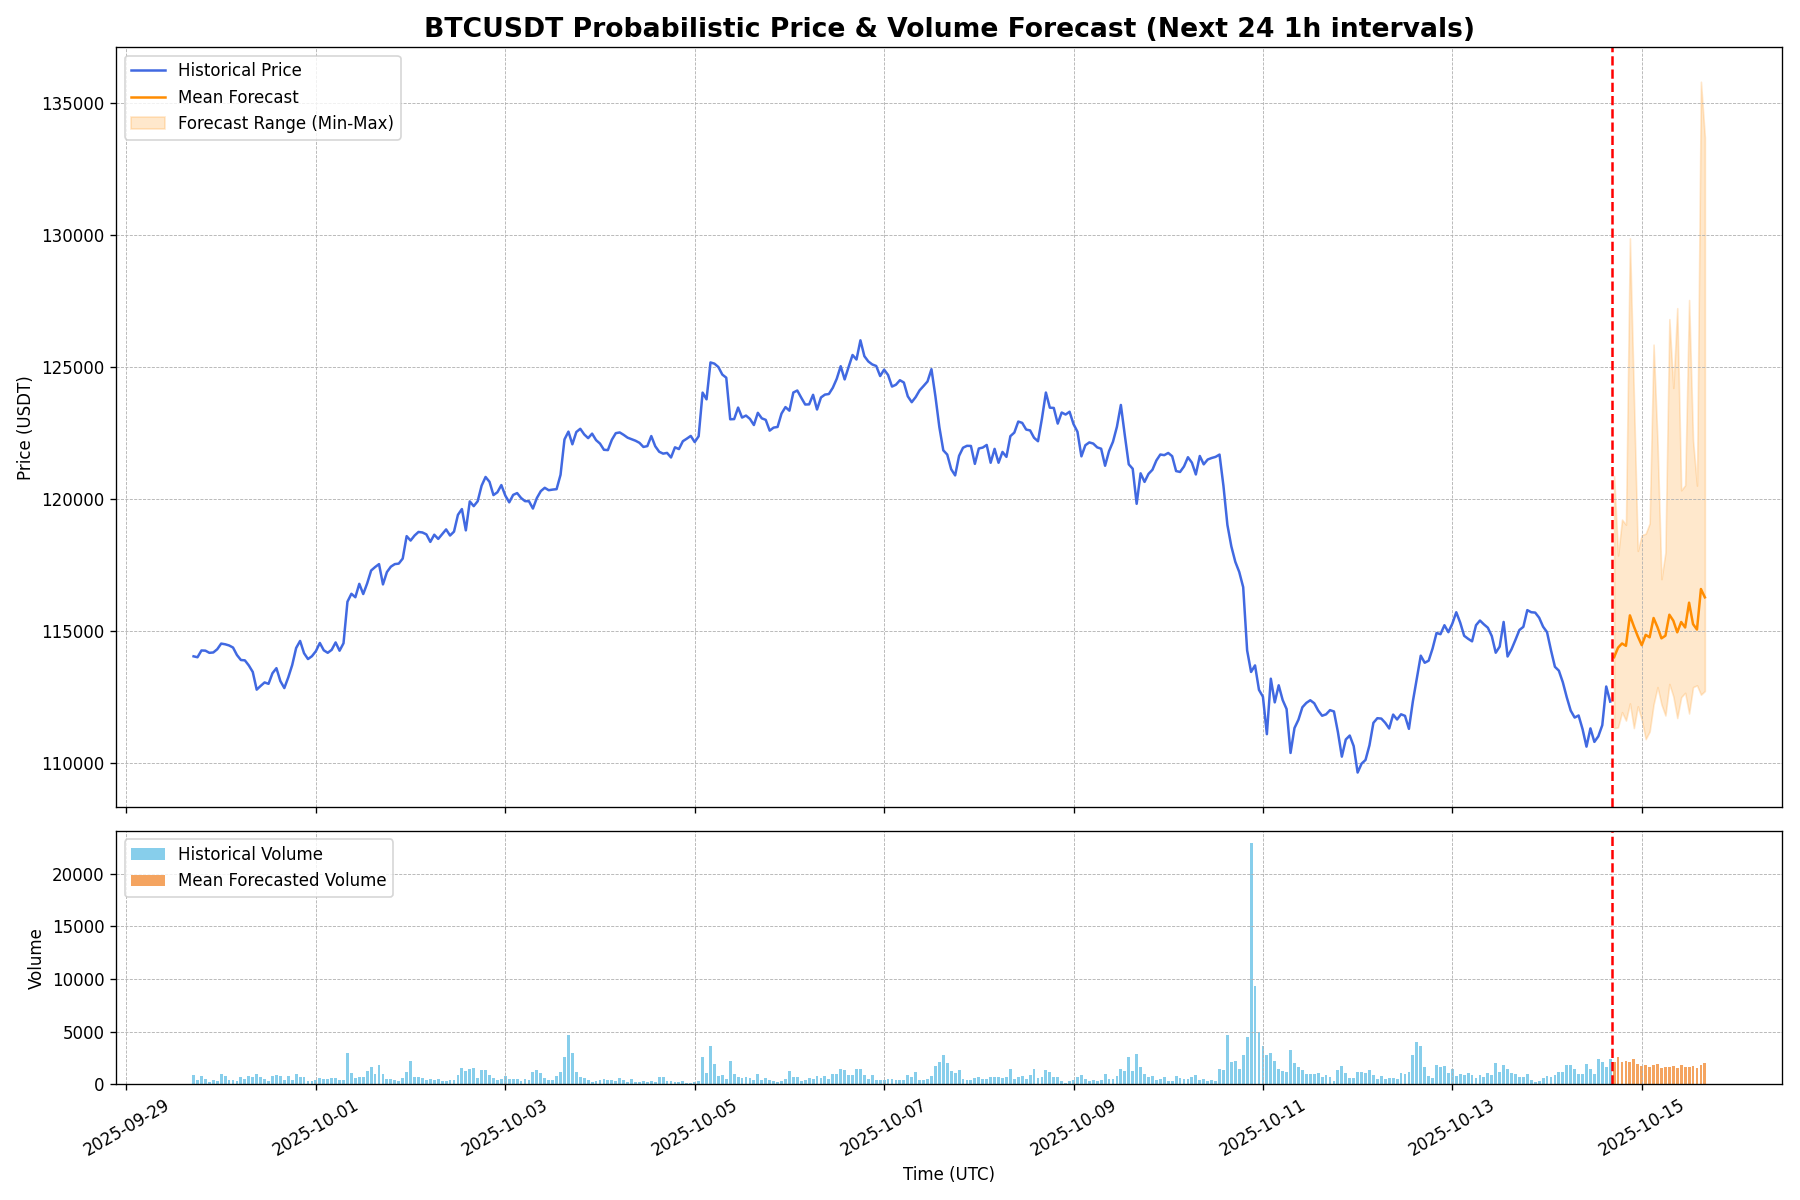 BTCUSDT Probabilistic Price & Volume Forecast (Next 24 1h intervals)
Historical Price
Mean Forecast
Forecast Range (Min-Max)
Price (USDT)
135000
130000
125000
120000
115000
110000
Historical Volume
Mean Forecasted Volume
Volume
20000
15000
10000
5000
0
2025-09-29
2025-10-01
2025-10-03
2025-10-05
2025-10-07
2025-10-09
2025-10-11
2025-10-13
2025-10-15
Time (UTC)